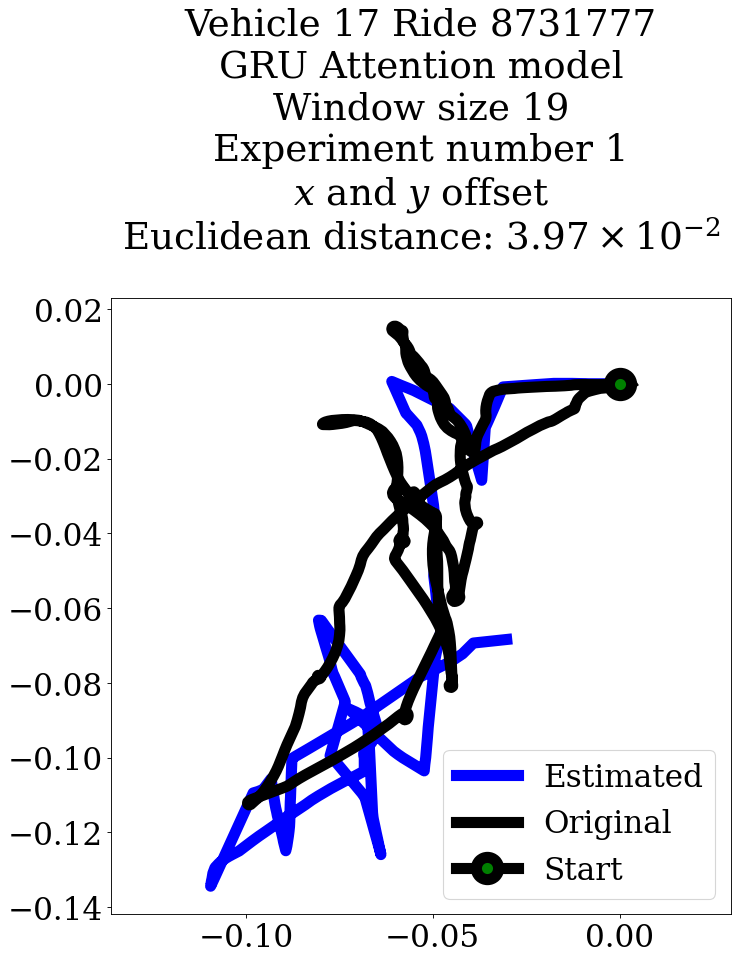 Vehicle 17 Ride 8731777
GRU Attention model
Window size 19
Experiment number 1
x and y offset
Euclidean distance: 3.97 × 10⁻²
0.02
0.00
−0.02
−0.04
−0.06
−0.08
−0.10
−0.12
−0.14
Estimated
Original
Start
−0.10 −0.05 0.00